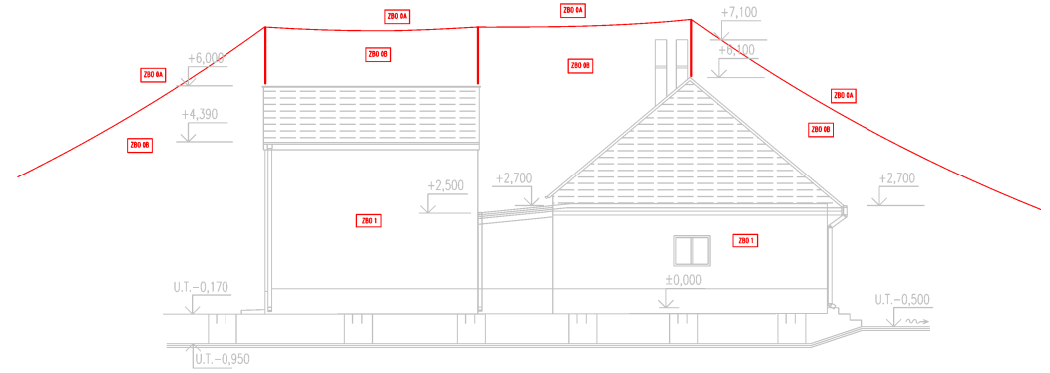 ZBO 0A
ZBO 0A
+7,100
+6,000
ZBO 0A
ZBO 0B
ZBO 0B
+6,100
ZBO 0A
+4,390
ZBO 0B
ZBO 0B
+2,500
+2,700
+2,700
ZBO 1
ZBO 1
±0,000
U.T.-0,170
U.T.-0,500
U.T.-0,950